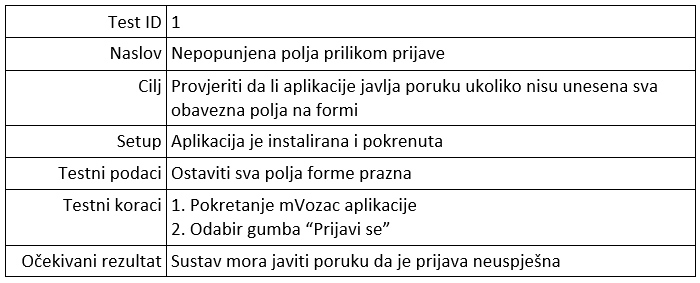 Test ID 1
Naslov Nepopunjena polja prilikom prijave
Cilj Provjeriti da li aplikacije javlja poruku ukoliko nisu unesena sva
obavezna polja na formi
Setup Aplikacija je instalirana i pokrenuta
Testni podaci Ostaviti sva polja forme prazna
Testni koraci 1. Pokretanje mVozac aplikacije
2. Odabir gumba “Prijavi se”
Očekivani rezultat Sustav mora javiti poruku da je prijava neuspješna